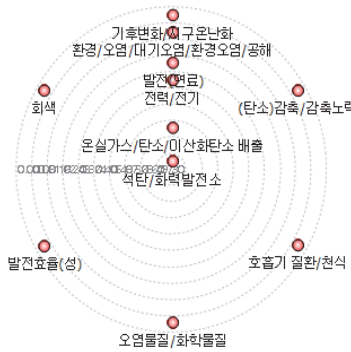 기후변화/지구온난화
환경/오염/대기오염/환경오염/공해
발전(연료)
전력/전기
회색
(탄소)감축/감축노력
온실가스/탄소/이산화탄소 배출
석탄/화력발전소
발전효율(성)
호흡기 질환/천식
오염물질/화학물질